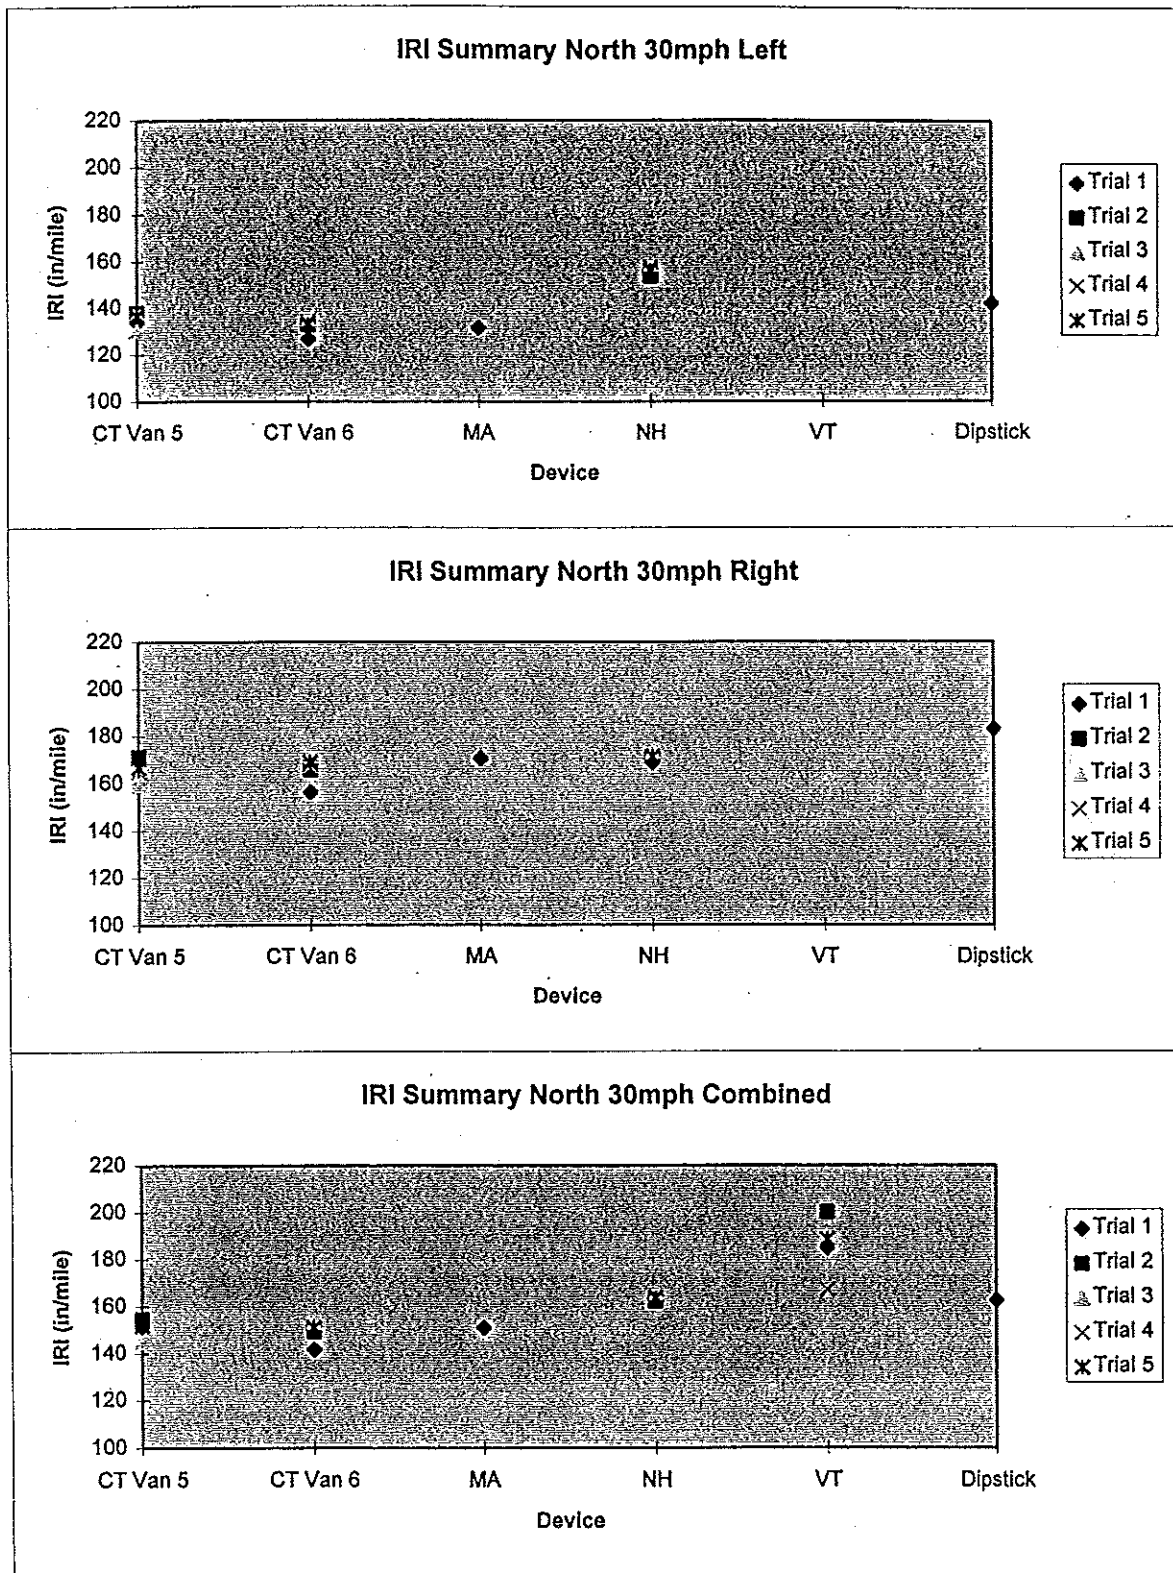 IRI Summary North 30mph Left
220
200
180
160
140
120
100
IRI (in/mile)
CT Van 5 CT Van 6 MA NH VT Dipstick
Device
Trial 1
Trial 2
Trial 3
Trial 4
Trial 5
IRI Summary North 30mph Right
220
200
180
160
140
120
100
IRI (in/mile)
CT Van 5 CT Van 6 MA NH VT Dipstick
Device
Trial 1
Trial 2
Trial 3
Trial 4
Trial 5
IRI Summary North 30mph Combined
220
200
180
160
140
120
100
IRI (in/mile)
CT Van 5 CT Van 6 MA NH VT Dipstick
Device
Trial 1
Trial 2
Trial 3
Trial 4
Trial 5